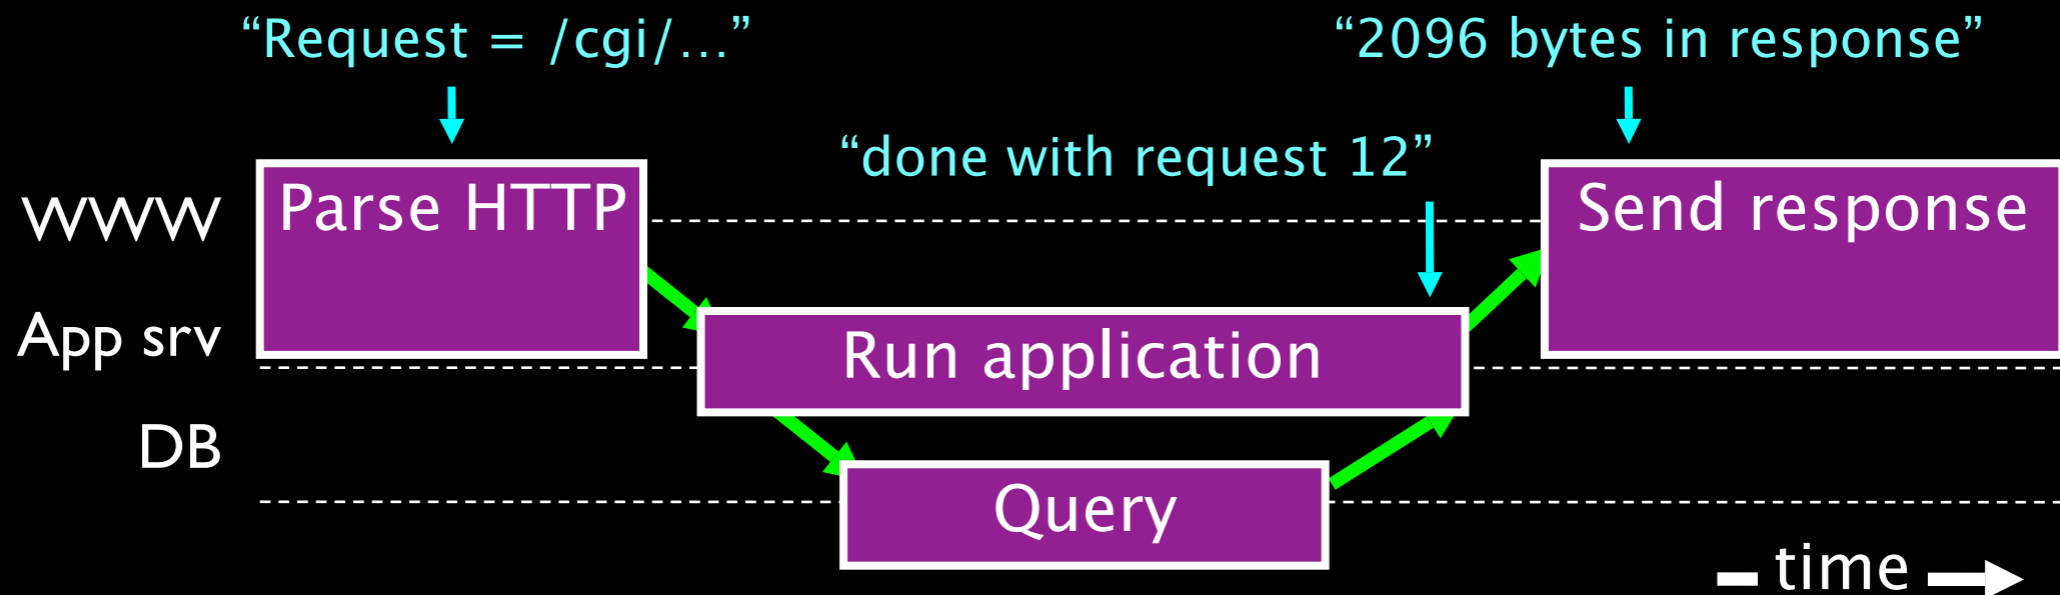 “Request = /cgi/…”
“2096 bytes in response”
“done with request 12”
WWW
Parse HTTP
Send response
App srv
Run application
DB
Query
time